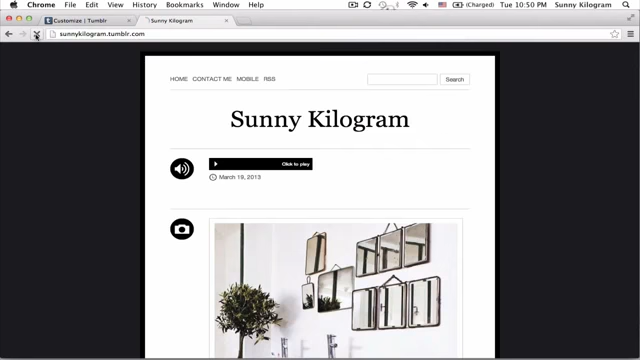 Chrome File Edit View History Bookmarks Window Help (Charged) Tue 10:50 PM Sunny Kilogram
Customize | Tumblr Sunny Kilogram
sunnykilogram.tumblr.com
HOME CONTACT ME MOBILE RSS Search
Sunny Kilogram
Click to play
March 19, 2013